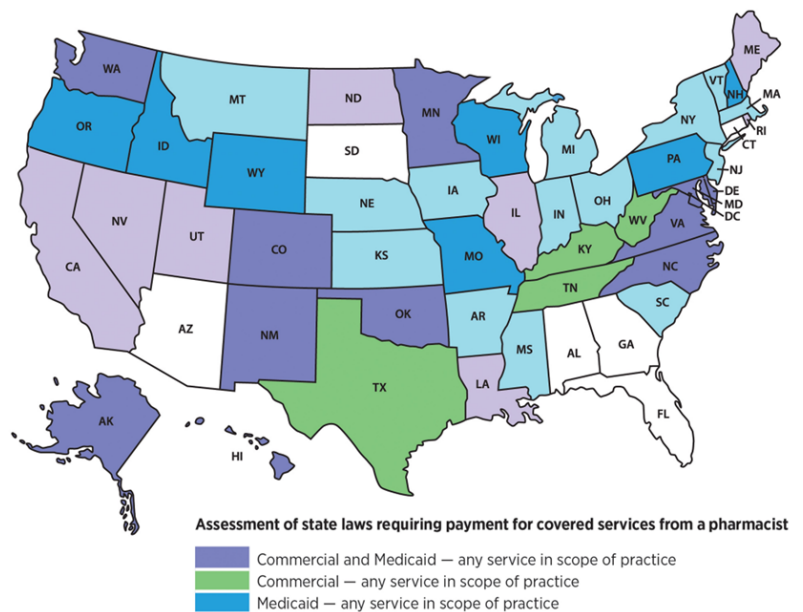 WA
MT
ND
MN
ME
VT
NH
MA
OR
ID
WY
SD
WI
MI
NY
RI
CT
NV
UT
CO
NE
IA
IL
IN
OH
PA
NJ
DE
MD
DC
CA
KS
MO
KY
WV
VA
AZ
NM
OK
AR
TN
NC
SC
TX
LA
MS
AL
GA
FL
AK
HI
Assessment of state laws requiring payment for covered services from a pharmacist
Commercial and Medicaid — any service in scope of practice
Commercial — any service in scope of practice
Medicaid — any service in scope of practice